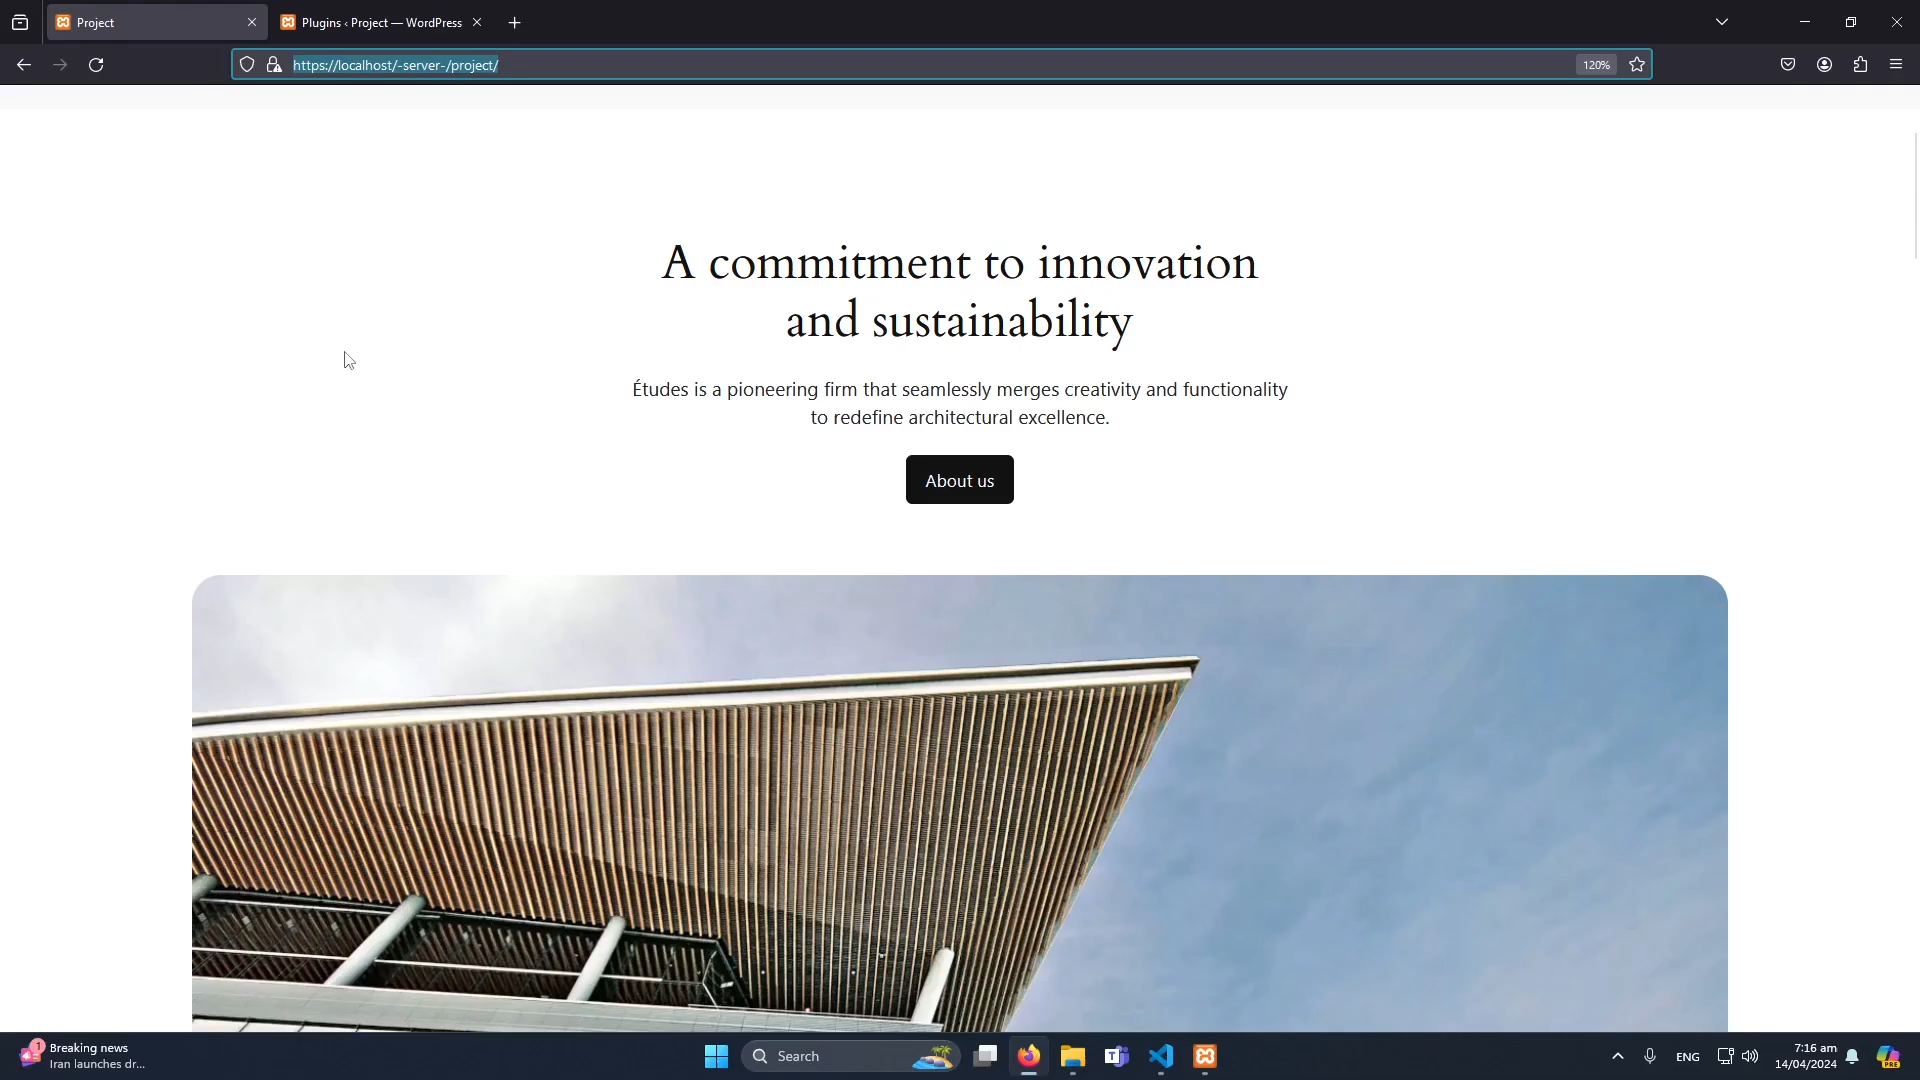 Project
Plugins ‹ Project — WordPress
https://localhost/-server-/project/
120%
A commitment to innovation
and sustainability
Études is a pioneering firm that seamlessly merges creativity and functionality
to redefine architectural excellence.
About us
1
Breaking news
Iran launches dr...
Search
T
ENG
7:16 am
14/04/2024
PRE